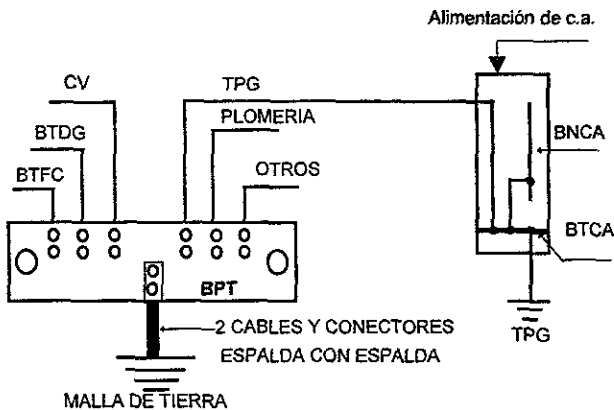 Alimentación de c.a.
CV
TPG
BTDG
PLOMERIA
BNCA
BTFC
OTROS
BTCA
BPT
2 CABLES Y CONECTORES
ESPALDA CON ESPALDA
TPG
MALLA DE TIERRA